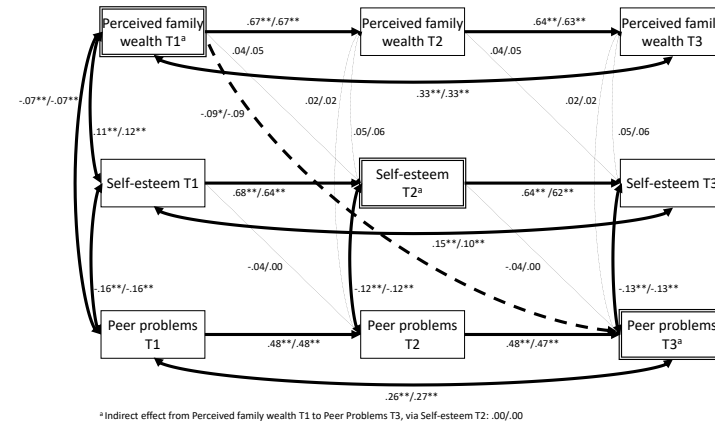 Perceived family
wealth T1ᵃ
.67**/.67**
Perceived family
wealth T2
.64**/.63**
Perceived family
wealth T3
.04/.05
.04/.05
-.07**/-.07**
.33**/.33**
-.09*/-.09
.02/.02
.02/.02
.11**/.12**
.05/.06
.05/.06
Self-esteem T1
.68**/.64**
Self-esteem
T2ᵃ
.64**/62**
Self-esteem T3
.15**/.10**
-.04/.00
-.04/.00
-.16**/-.16**
-.12**/-.12**
-.13**/-.13**
Peer problems
T1
.48**/.48**
Peer problems
T2
.48**/.47**
Peer problems
T3ᵃ
.26**/.27**
ᵃ Indirect effect from Perceived family wealth T1 to Peer Problems T3, via Self-esteem T2: .00/.00